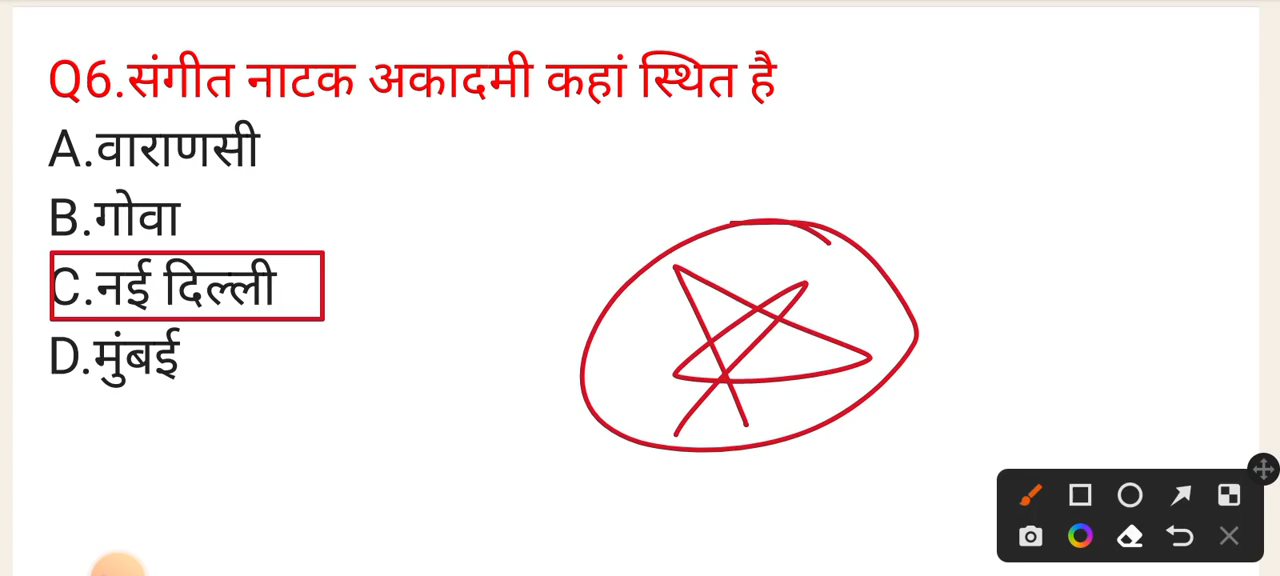 Q6.संगीत नाटक अकादमी कहां स्थित है
A.वाराणसी
B.गोवा
C.नई दिल्ली
D.मुंबई